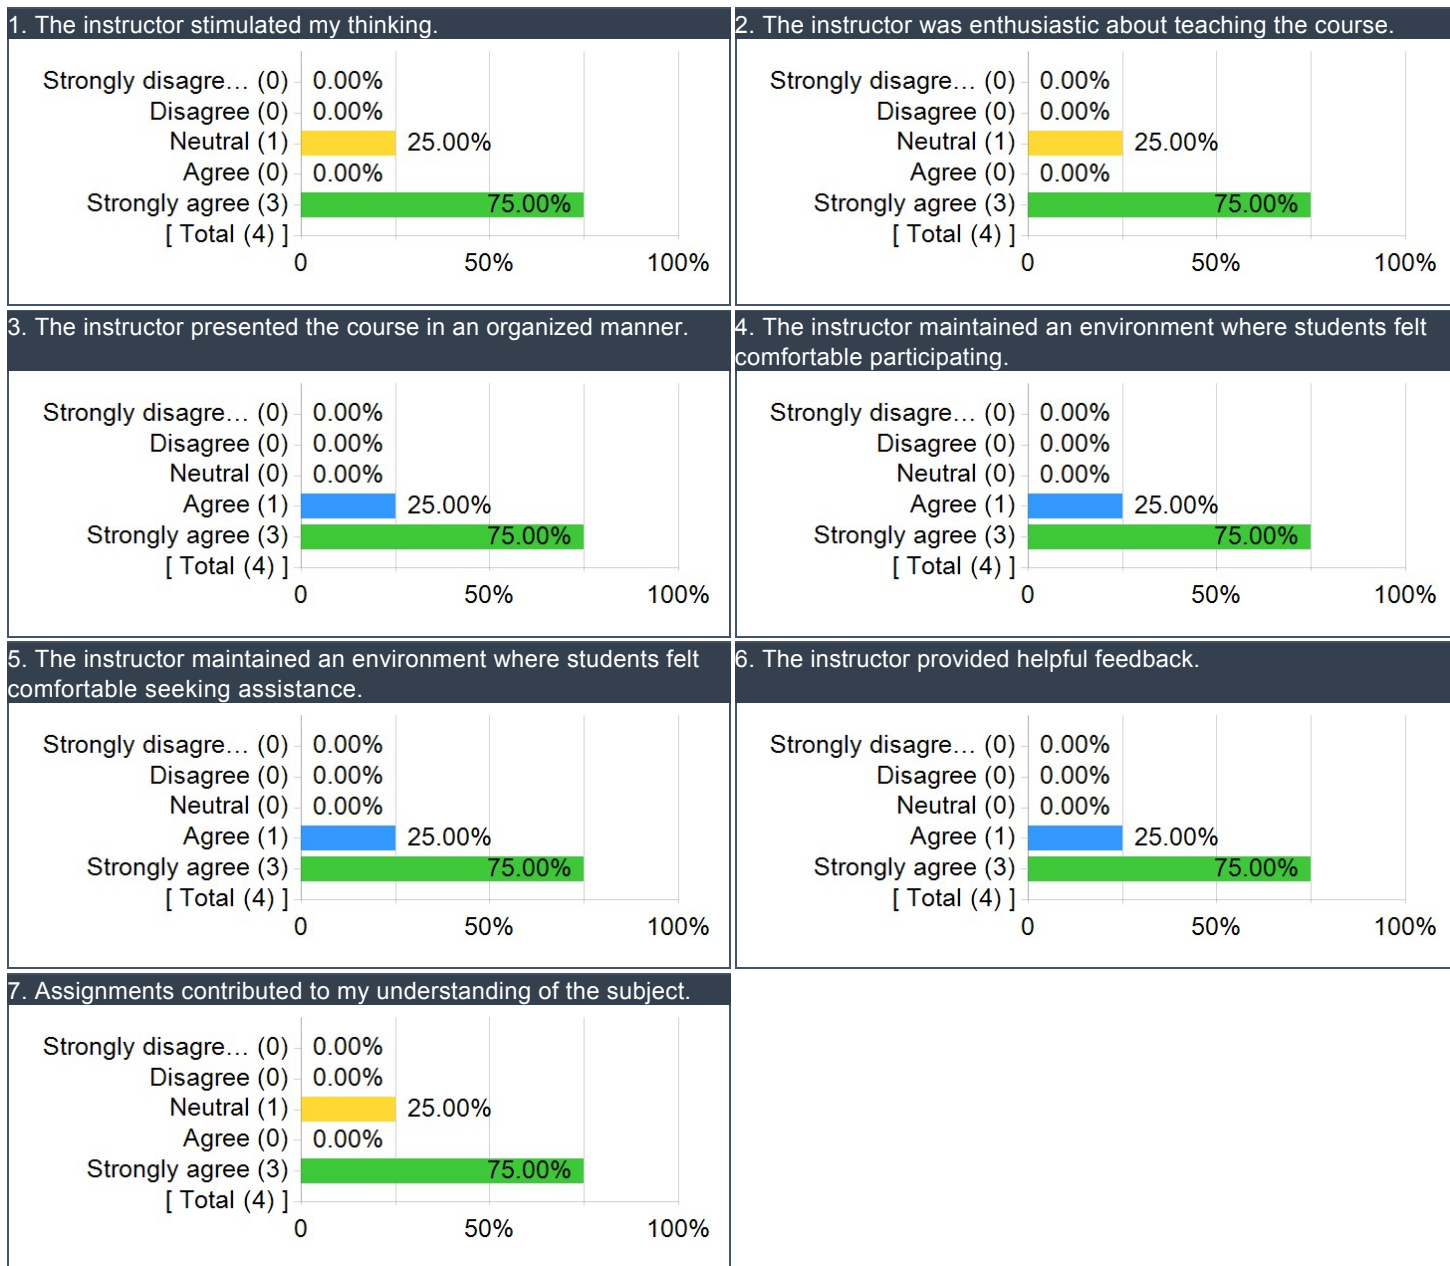 1. The instructor stimulated my thinking.
Strongly disagre... (0) 0.00%
Disagree (0) 0.00%
Neutral (1) 25.00%
Agree (0) 0.00%
Strongly agree (3) 75.00%
[ Total (4) ]
0 50% 100%
2. The instructor was enthusiastic about teaching the course.
Strongly disagre... (0) 0.00%
Disagree (0) 0.00%
Neutral (1) 25.00%
Agree (0) 0.00%
Strongly agree (3) 75.00%
[ Total (4) ]
0 50% 100%
3. The instructor presented the course in an organized manner.
Strongly disagre... (0) 0.00%
Disagree (0) 0.00%
Neutral (0) 0.00%
Agree (1) 25.00%
Strongly agree (3) 75.00%
[ Total (4) ]
0 50% 100%
4. The instructor maintained an environment where students felt
comfortable participating.
Strongly disagre... (0) 0.00%
Disagree (0) 0.00%
Neutral (0) 0.00%
Agree (1) 25.00%
Strongly agree (3) 75.00%
[ Total (4) ]
0 50% 100%
5. The instructor maintained an environment where students felt
comfortable seeking assistance.
Strongly disagre... (0) 0.00%
Disagree (0) 0.00%
Neutral (0) 0.00%
Agree (1) 25.00%
Strongly agree (3) 75.00%
[ Total (4) ]
0 50% 100%
6. The instructor provided helpful feedback.
Strongly disagre... (0) 0.00%
Disagree (0) 0.00%
Neutral (0) 0.00%
Agree (1) 25.00%
Strongly agree (3) 75.00%
[ Total (4) ]
0 50% 100%
7. Assignments contributed to my understanding of the subject.
Strongly disagre... (0) 0.00%
Disagree (0) 0.00%
Neutral (1) 25.00%
Agree (0) 0.00%
Strongly agree (3) 75.00%
[ Total (4) ]
0 50% 100%